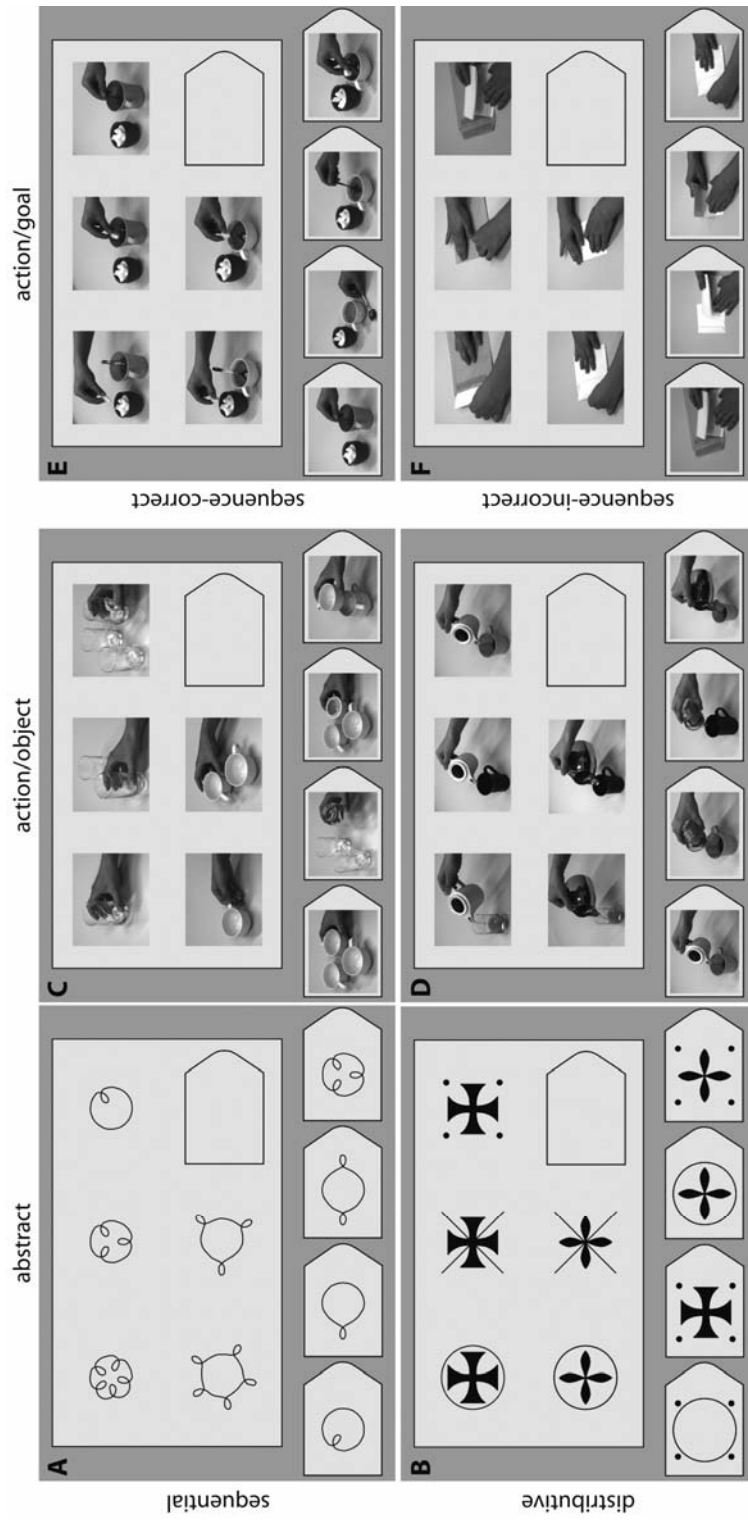 abstract
action/object
action/goal
sequential
A
C
sequence-correct
E
distributive
B
D
sequence-incorrect
F